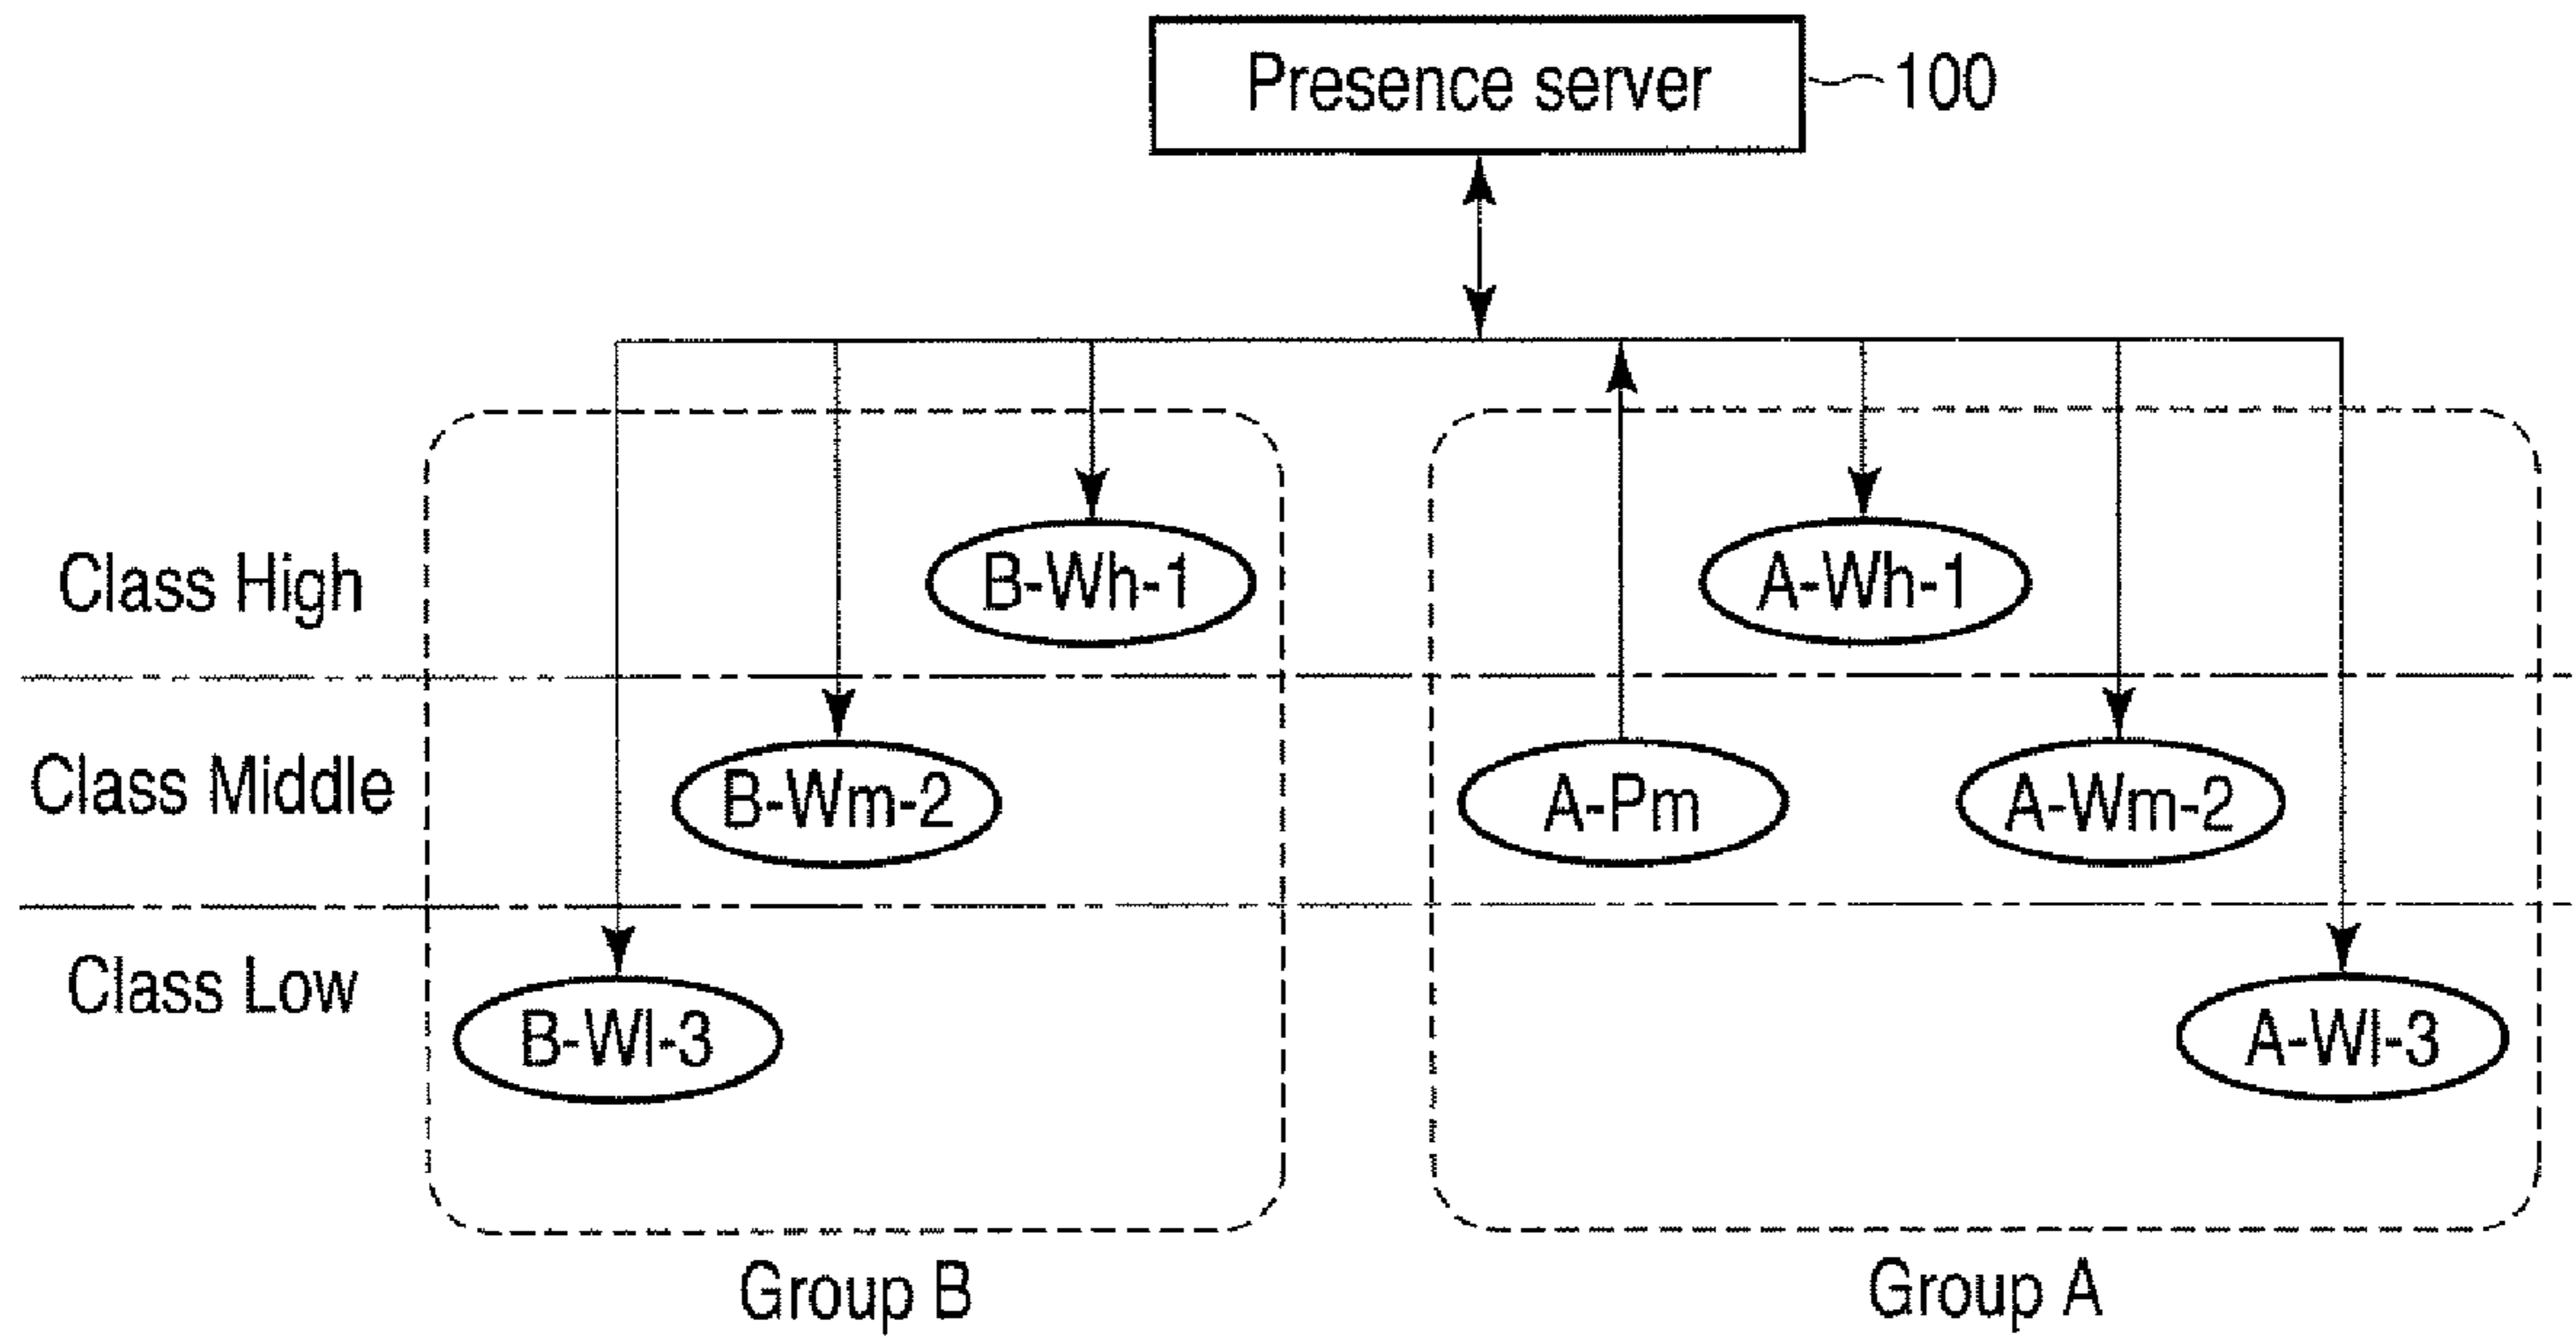 Presence server
100
Class High
B-Wh-1
A-Wh-1
Class Middle
B-Wm-2
A-Pm
A-Wm-2
Class Low
B-Wl-3
A-Wl-3
Group B
Group A